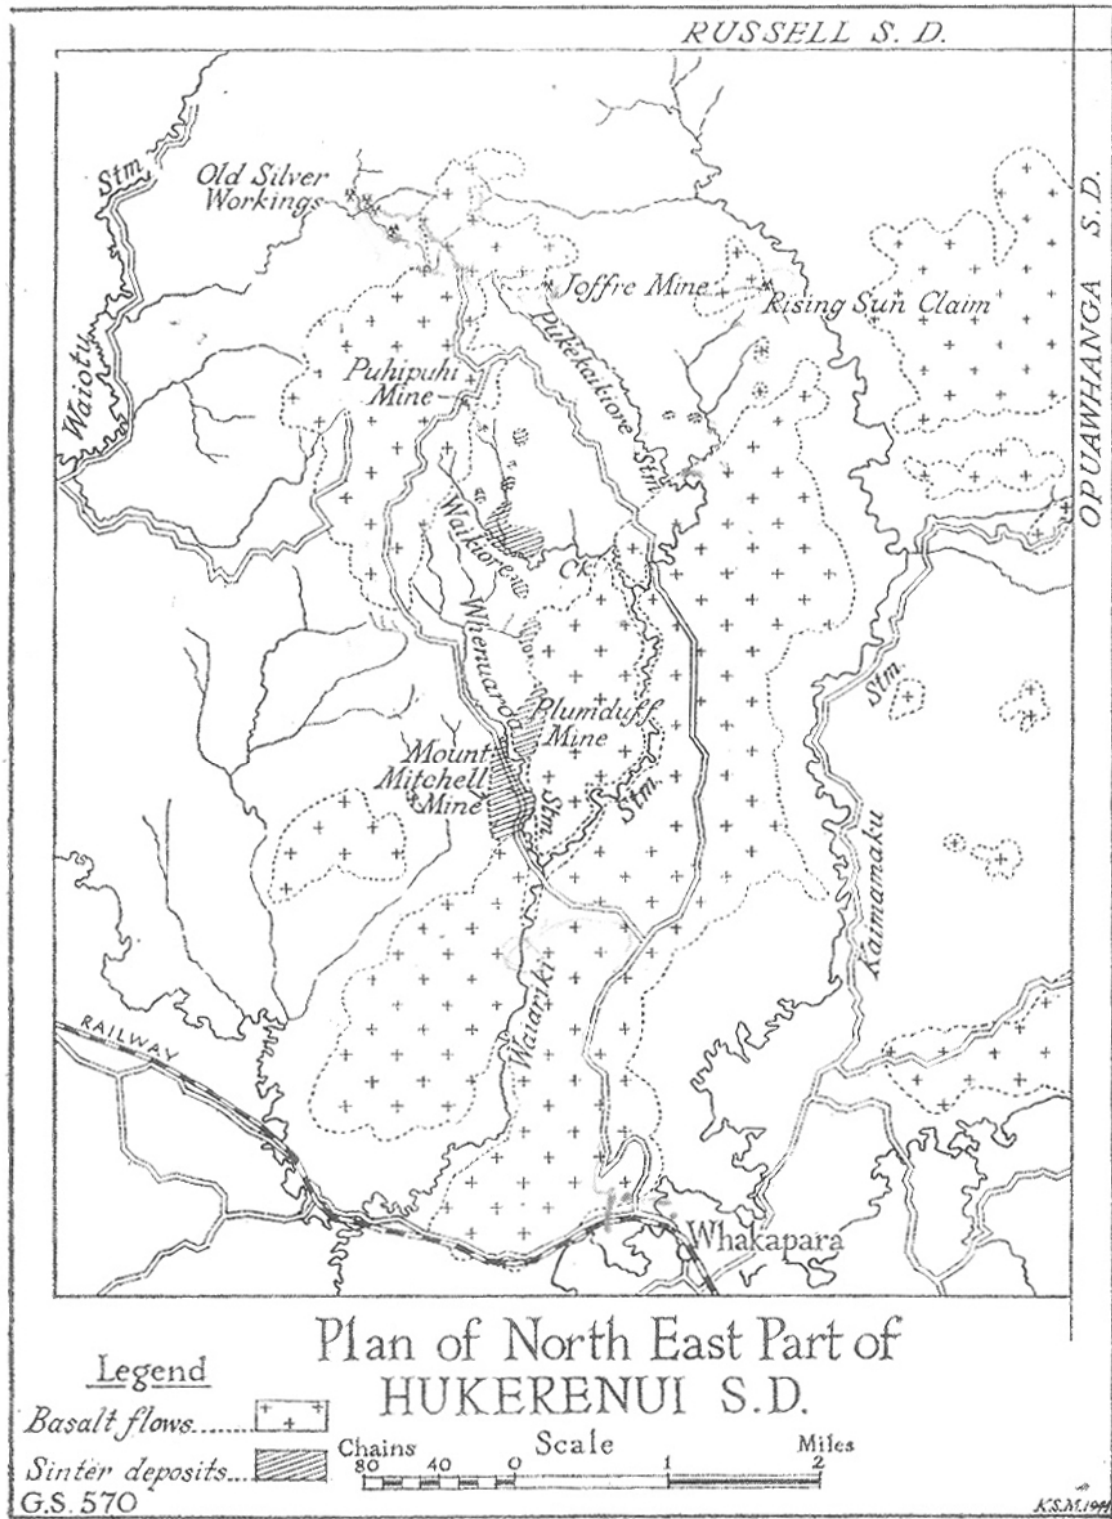 RUSSELL S. D.
OPUAWHANGA S. D.
Stm.
Old Silver
Workings
Joffre Mine
Rising Sun Claim
Waiotu
Puhipuhi
Mine
Pukekaikiore Stm.
Waikiore
Ck.
Whenuaroa
Stm.
Plumduff
Mine
Mount
Mitchell
Mine
Stm.
Stm.
Kaimamaku
Waiariki
RAILWAY
Whakapara
Plan of North East Part of
HUKERENUI S.D.
Legend
Basalt flows
Sinter deposits
G.S. 570
Scale
Chains
Miles
80 40 0 1 2
K.S.M. 1941